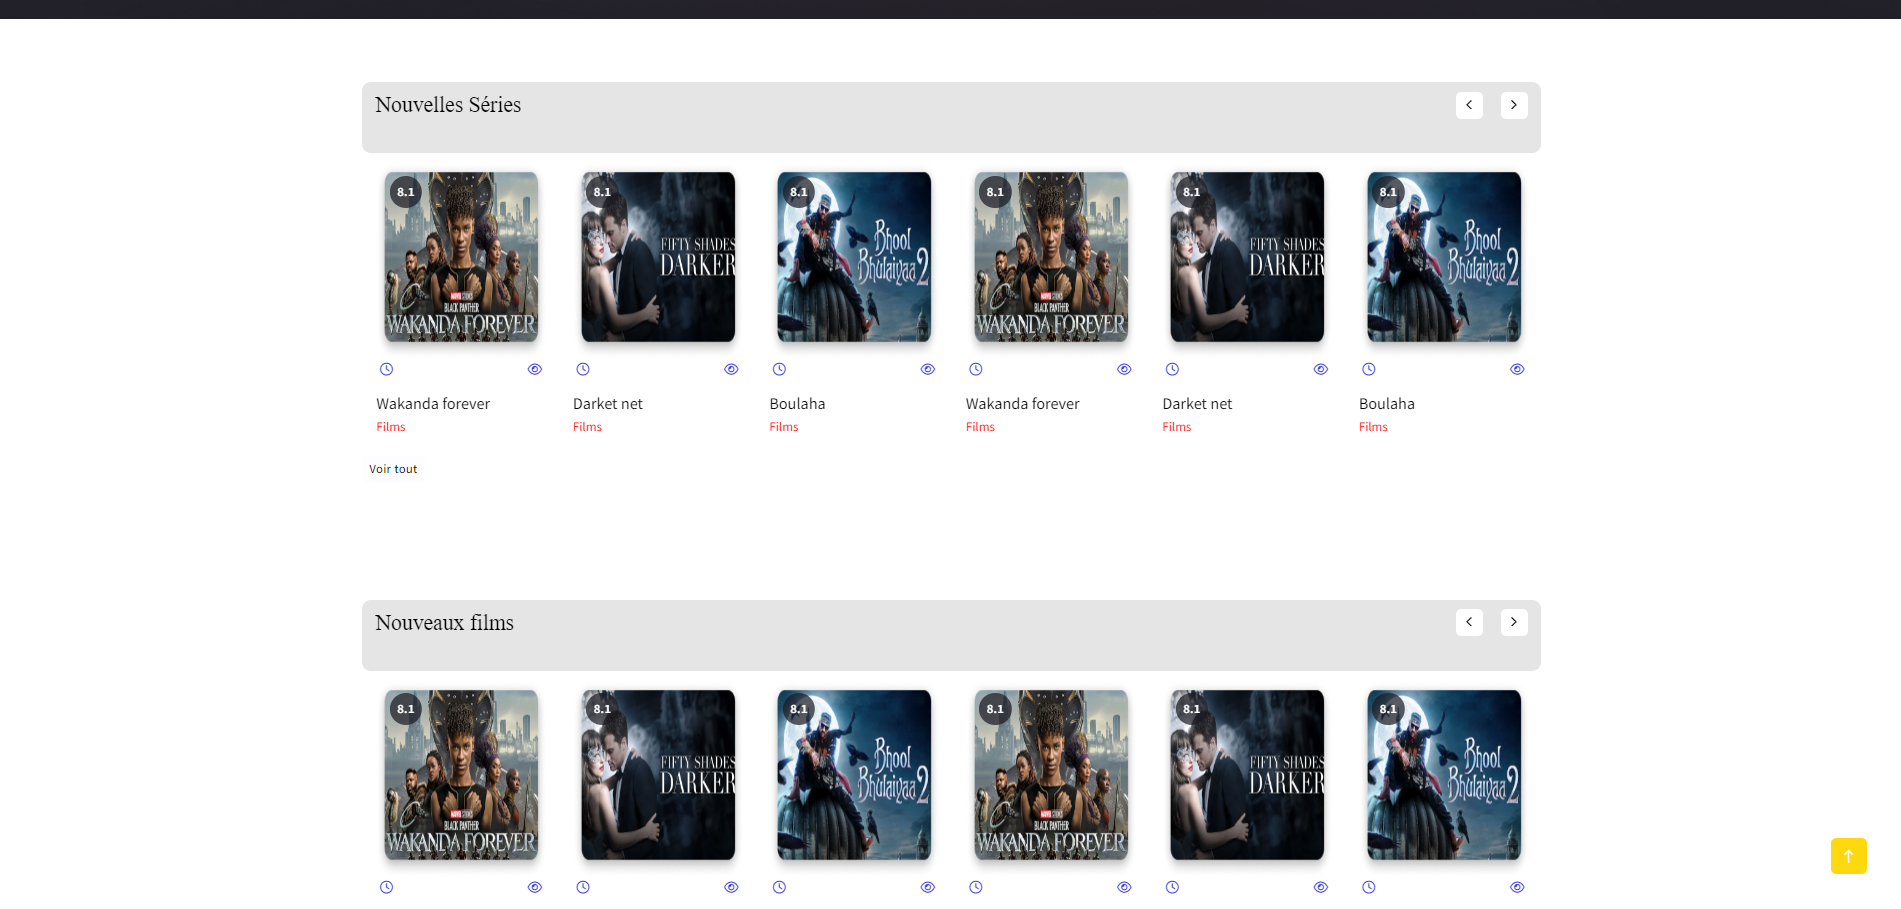 Nouvelles Séries
8.1 8.1 8.1 8.1 8.1 8.1
FIFTY SHADES DARKER
Bhool Bhulaiyaa 2
MARVEL STUDIOS
BLACK PANTHER
WAKANDA FOREVER
FIFTY SHADES DARKER
Bhool Bhulaiyaa 2
MARVEL STUDIOS
BLACK PANTHER
WAKANDA FOREVER
Wakanda forever Darket net Boulaha Wakanda forever Darket net Boulaha
Films Films Films Films Films Films
Voir tout
Nouveaux films
8.1 8.1 8.1 8.1 8.1 8.1
FIFTY SHADES DARKER
Bhool Bhulaiyaa 2
MARVEL STUDIOS
BLACK PANTHER
WAKANDA FOREVER
FIFTY SHADES DARKER
Bhool Bhulaiyaa 2
MARVEL STUDIOS
BLACK PANTHER
WAKANDA FOREVER